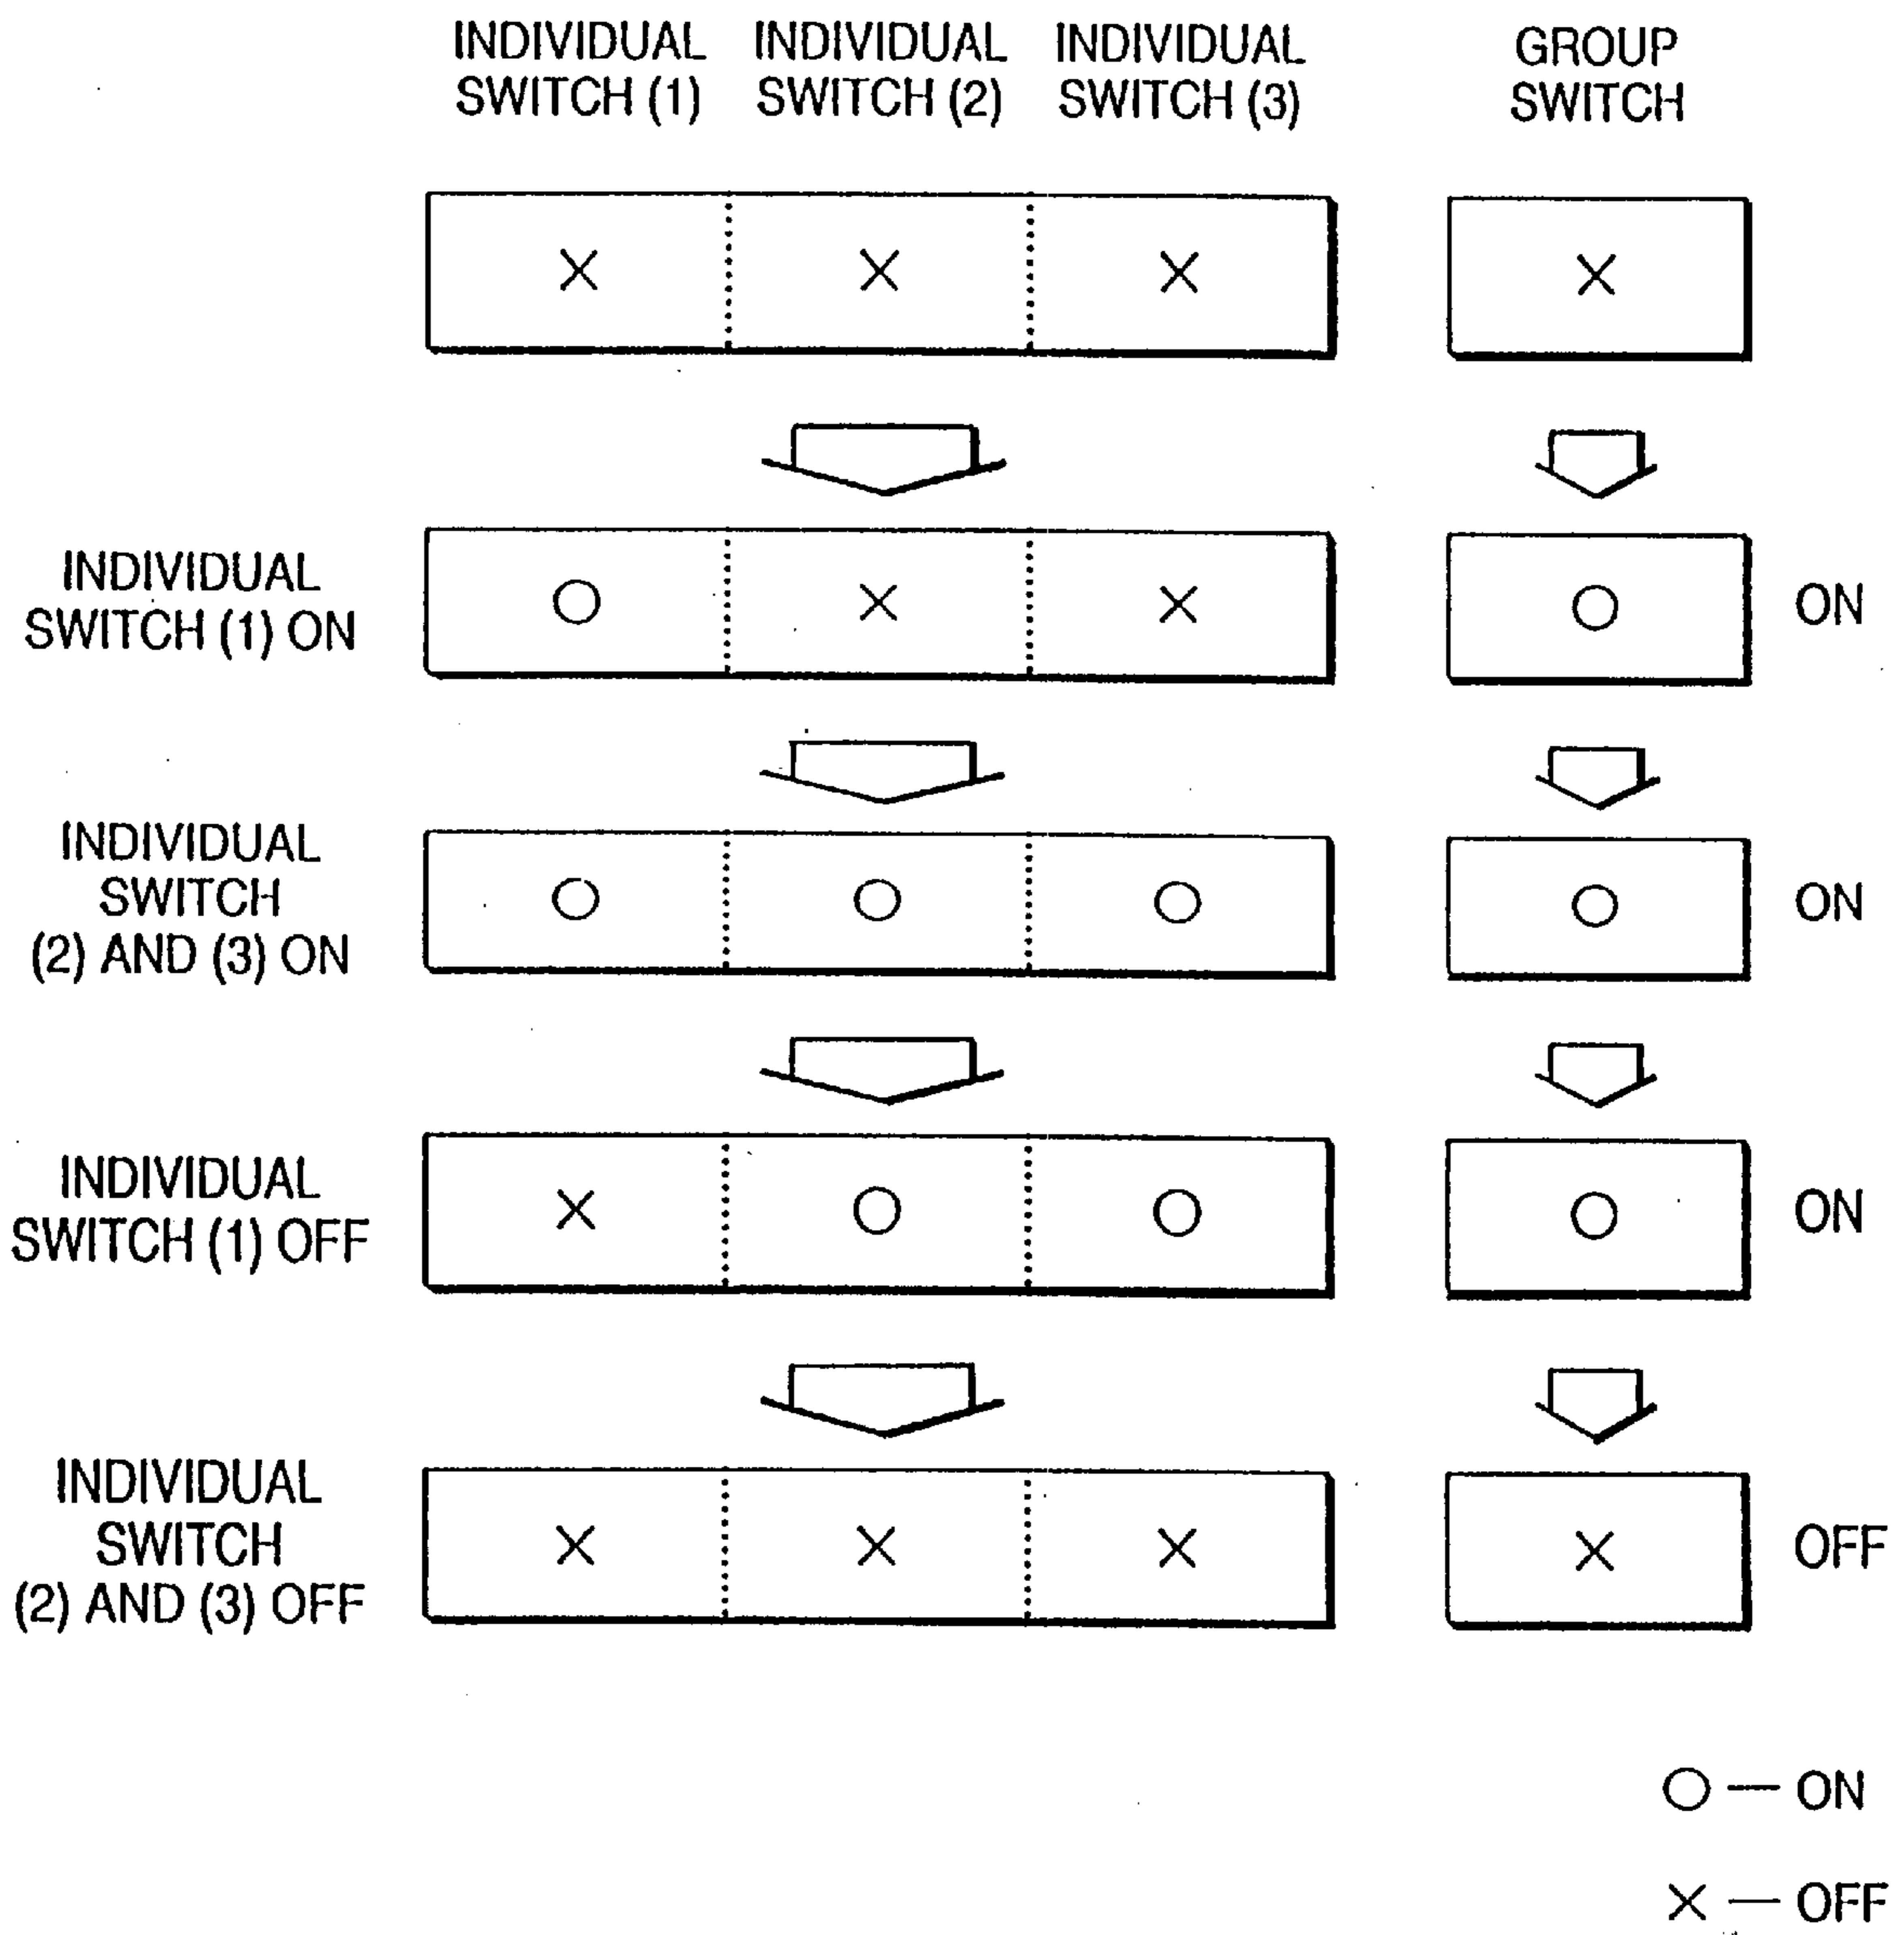 INDIVIDUAL SWITCH (1)
INDIVIDUAL SWITCH (2)
INDIVIDUAL SWITCH (3)
GROUP SWITCH
X X X X
INDIVIDUAL
SWITCH (1) ON
O X X O ON
INDIVIDUAL
SWITCH
(2) AND (3) ON
O O O O ON
INDIVIDUAL
SWITCH (1) OFF
X O O O ON
INDIVIDUAL
SWITCH
(2) AND (3) OFF
X X X X OFF
O — ON
X — OFF